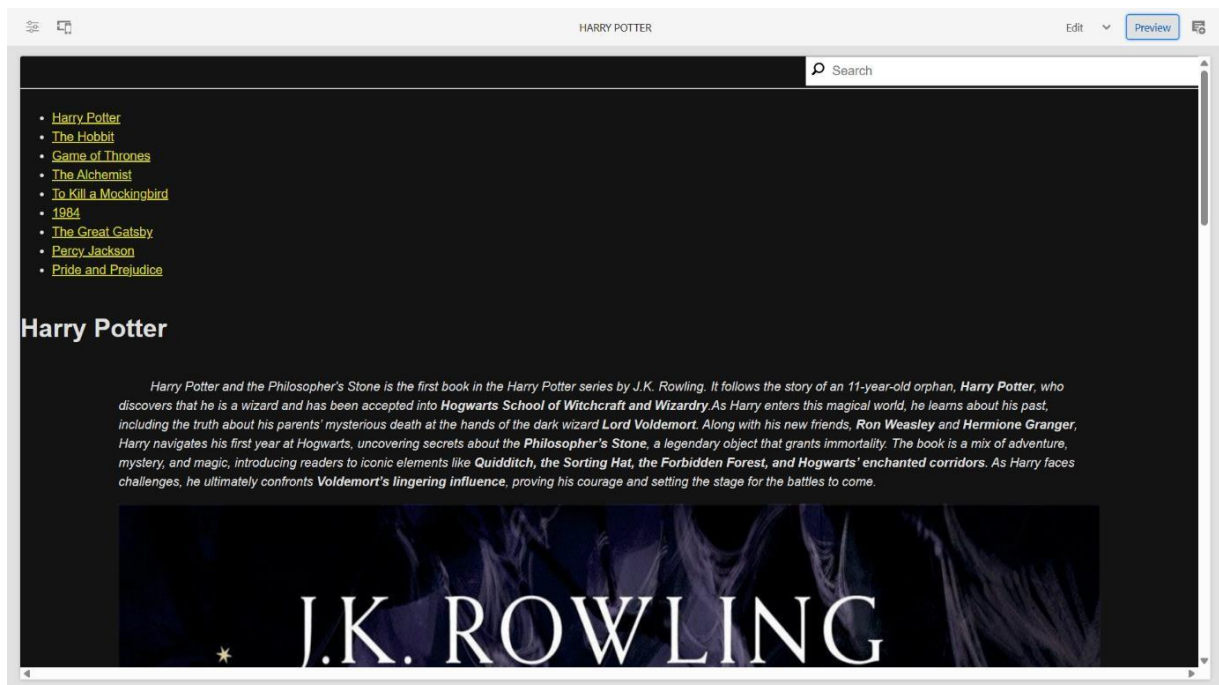 HARRY POTTER
Edit
Preview
Search
Harry Potter
The Hobbit
Game of Thrones
The Alchemist
To Kill a Mockingbird
1984
The Great Gatsby
Percy Jackson
Pride and Prejudice
Harry Potter
Harry Potter and the Philosopher's Stone is the first book in the Harry Potter series by J.K. Rowling. It follows the story of an 11-year-old orphan, Harry Potter, who
discovers that he is a wizard and has been accepted into Hogwarts School of Witchcraft and Wizardry.As Harry enters this magical world, he learns about his past,
including the truth about his parents' mysterious death at the hands of the dark wizard Lord Voldemort. Along with his new friends, Ron Weasley and Hermione Granger,
Harry navigates his first year at Hogwarts, uncovering secrets about the Philosopher's Stone, a legendary object that grants immortality. The book is a mix of adventure,
mystery, and magic, introducing readers to iconic elements like Quidditch, the Sorting Hat, the Forbidden Forest, and Hogwarts' enchanted corridors. As Harry faces
challenges, he ultimately confronts Voldemort's lingering influence, proving his courage and setting the stage for the battles to come.
J.K. ROWLING